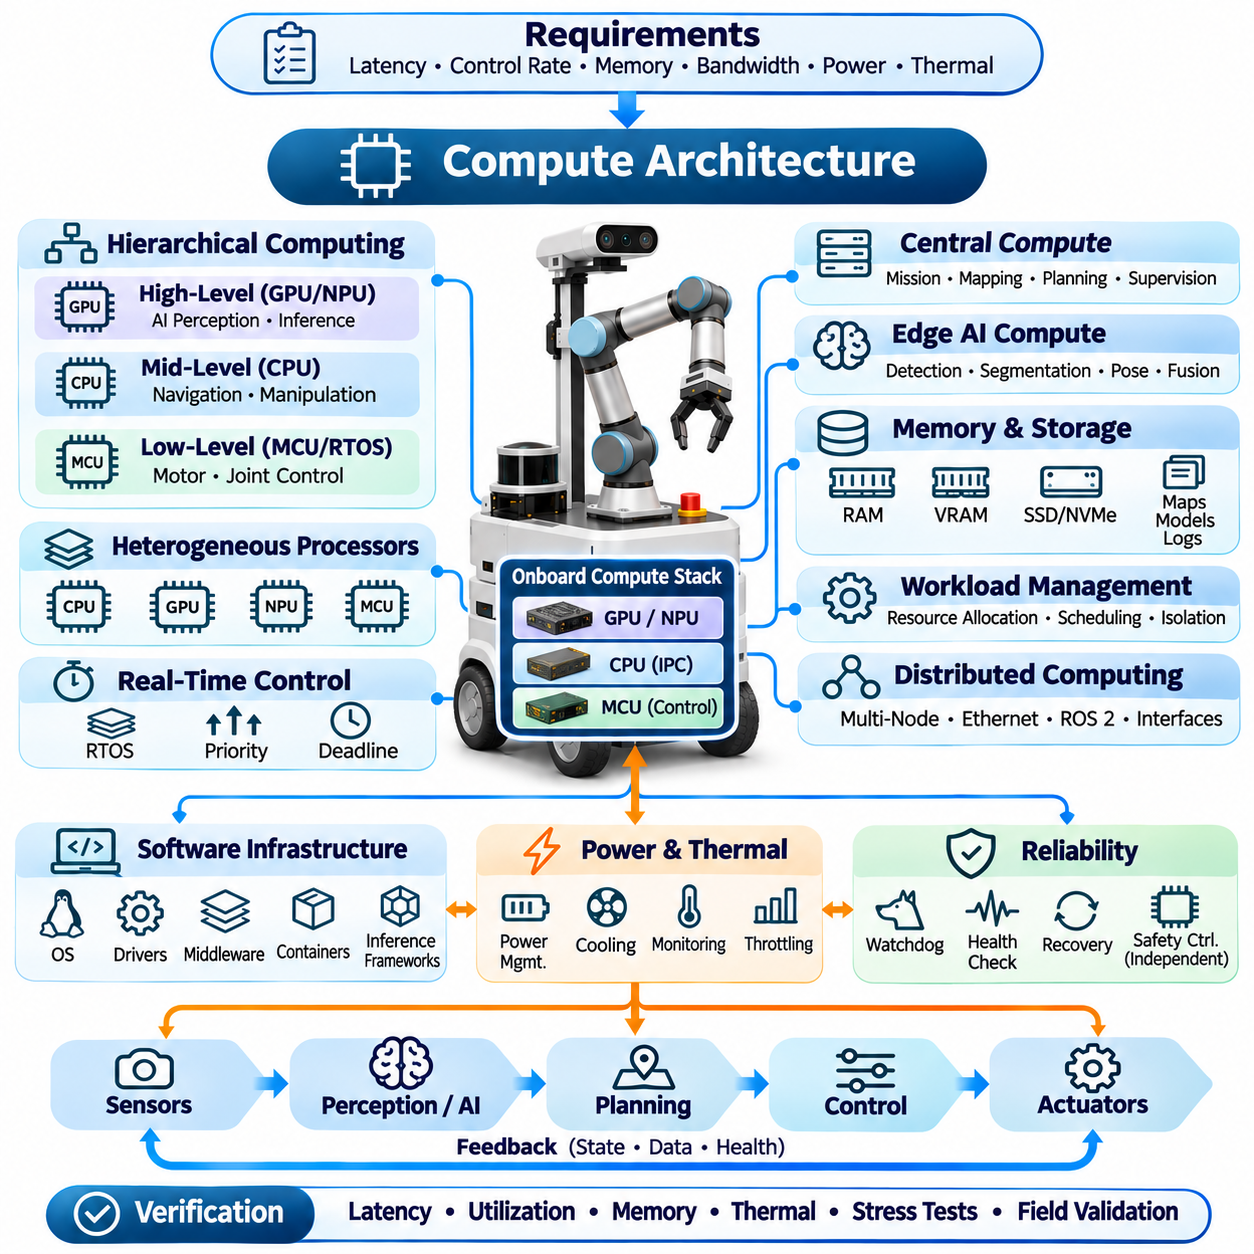 Requirements
Latency • Control Rate • Memory • Bandwidth • Power • Thermal
Compute Architecture
Hierarchical Computing
GPU
High-Level (GPU/NPU)
AI Perception • Inference
CPU
Mid-Level (CPU)
Navigation • Manipulation
MCU
Low-Level (MCU/RTOS)
Motor • Joint Control
Heterogeneous Processors
CPU
GPU
NPU
MCU
Real-Time Control
RTOS
Priority
Deadline
Onboard Compute Stack
GPU / NPU
CPU (IPC)
MCU (Control)
Central Compute
Mission • Mapping • Planning • Supervision
Edge AI Compute
Detection • Segmentation • Pose • Fusion
Memory & Storage
RAM
VRAM
SSD/NVMe
Maps
Models
Logs
Workload Management
Resource Allocation • Scheduling • Isolation
Distributed Computing
Multi-Node • Ethernet • ROS 2 • Interfaces
</> Software Infrastructure
OS
Drivers
Middleware
Containers
Inference
Frameworks
Power & Thermal
Power
Mgmt.
Cooling
Monitoring
Throttling
Reliability
Watchdog
Health
Check
Recovery
Safety Ctrl.
(Independent)
Sensors
Perception / AI
Planning
Control
Actuators
Feedback (State • Data • Health)
Verification
Latency • Utilization • Memory • Thermal • Stress Tests • Field Validation